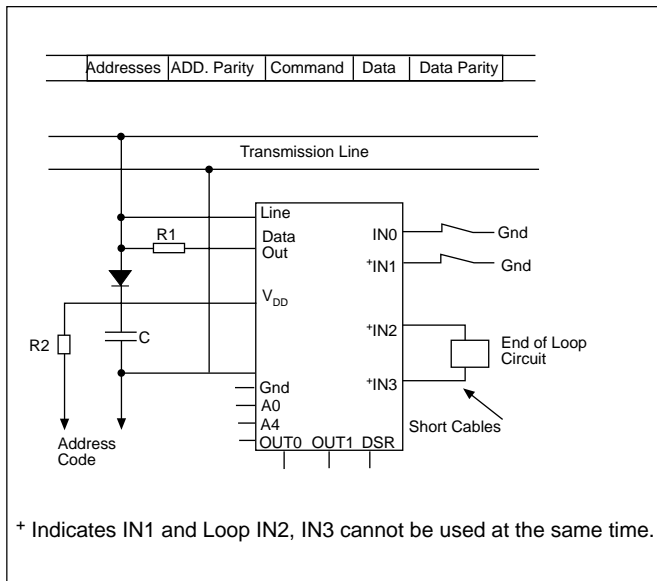 Addresses ADD. Parity Command Data Data Parity
Transmission Line
Line
R1
Data
Out
IN0
Gnd
+IN1
Gnd
VDD
R2
C
+IN2
End of Loop
Circuit
+IN3
Gnd
A0
Short Cables
A4
Address
Code
OUT0 OUT1 DSR
+ Indicates IN1 and Loop IN2, IN3 cannot be used at the same time.